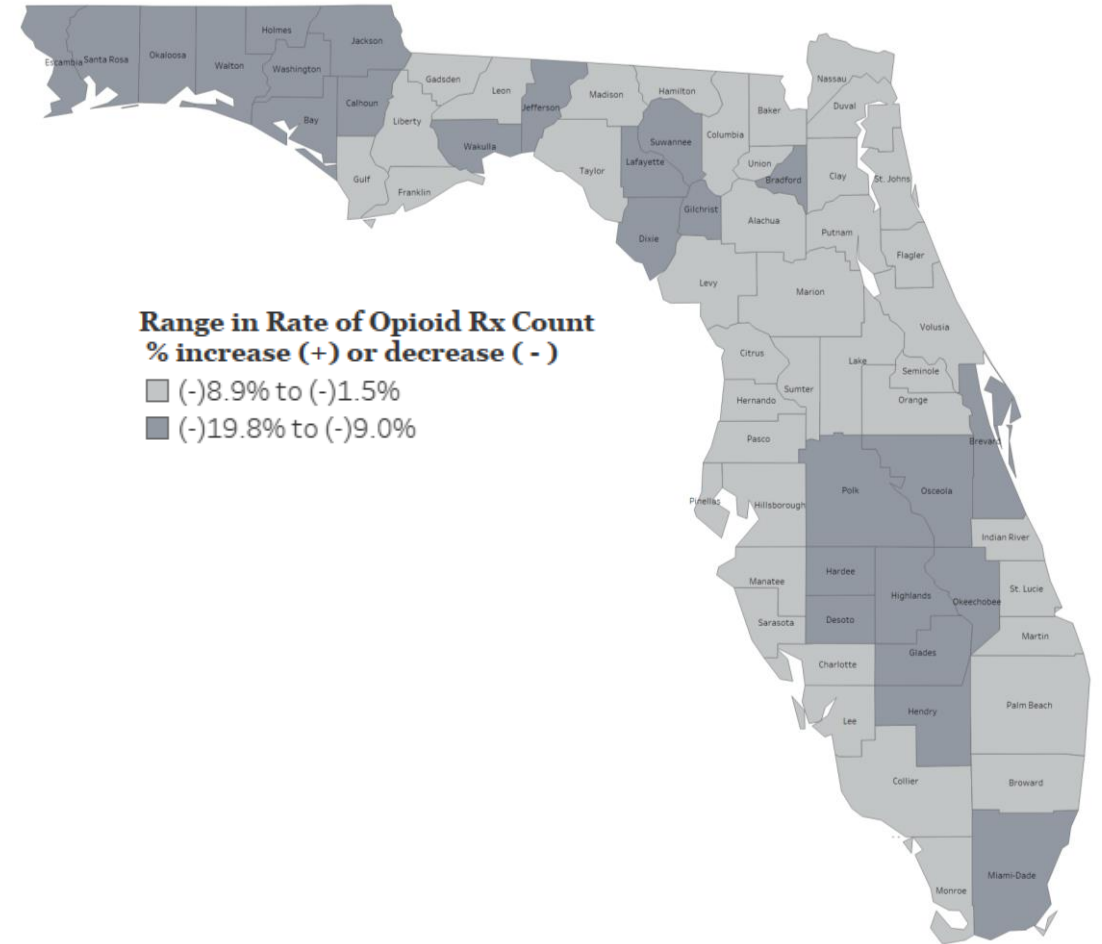 Holmes
Jackson
Escambia
Santa Rosa
Okaloosa
Walton
Washington
Gadsden
Leon
Jefferson
Madison
Hamilton
Nassau
Calhoun
Liberty
Bay
Wakulla
Suwannee
Columbia
Baker
Duval
Gulf
Franklin
Taylor
Lafayette
Union
Bradford
Clay
St. Johns
Dixie
Gilchrist
Alachua
Putnam
Levy
Marion
Flagler
Range in Rate of Opioid Rx Count
% increase (+) or decrease ( - )
(-)8.9% to (-)1.5%
(-)19.8% to (-)9.0%
Volusia
Citrus
Lake
Seminole
Sumter
Hernando
Orange
Pasco
Brevard
Pinellas
Hillsborough
Polk
Osceola
Indian River
Manatee
Hardee
Highlands
Okeechobee
St. Lucie
Sarasota
Desoto
Martin
Charlotte
Glades
Lee
Hendry
Palm Beach
Collier
Broward
Monroe
Miami-Dade